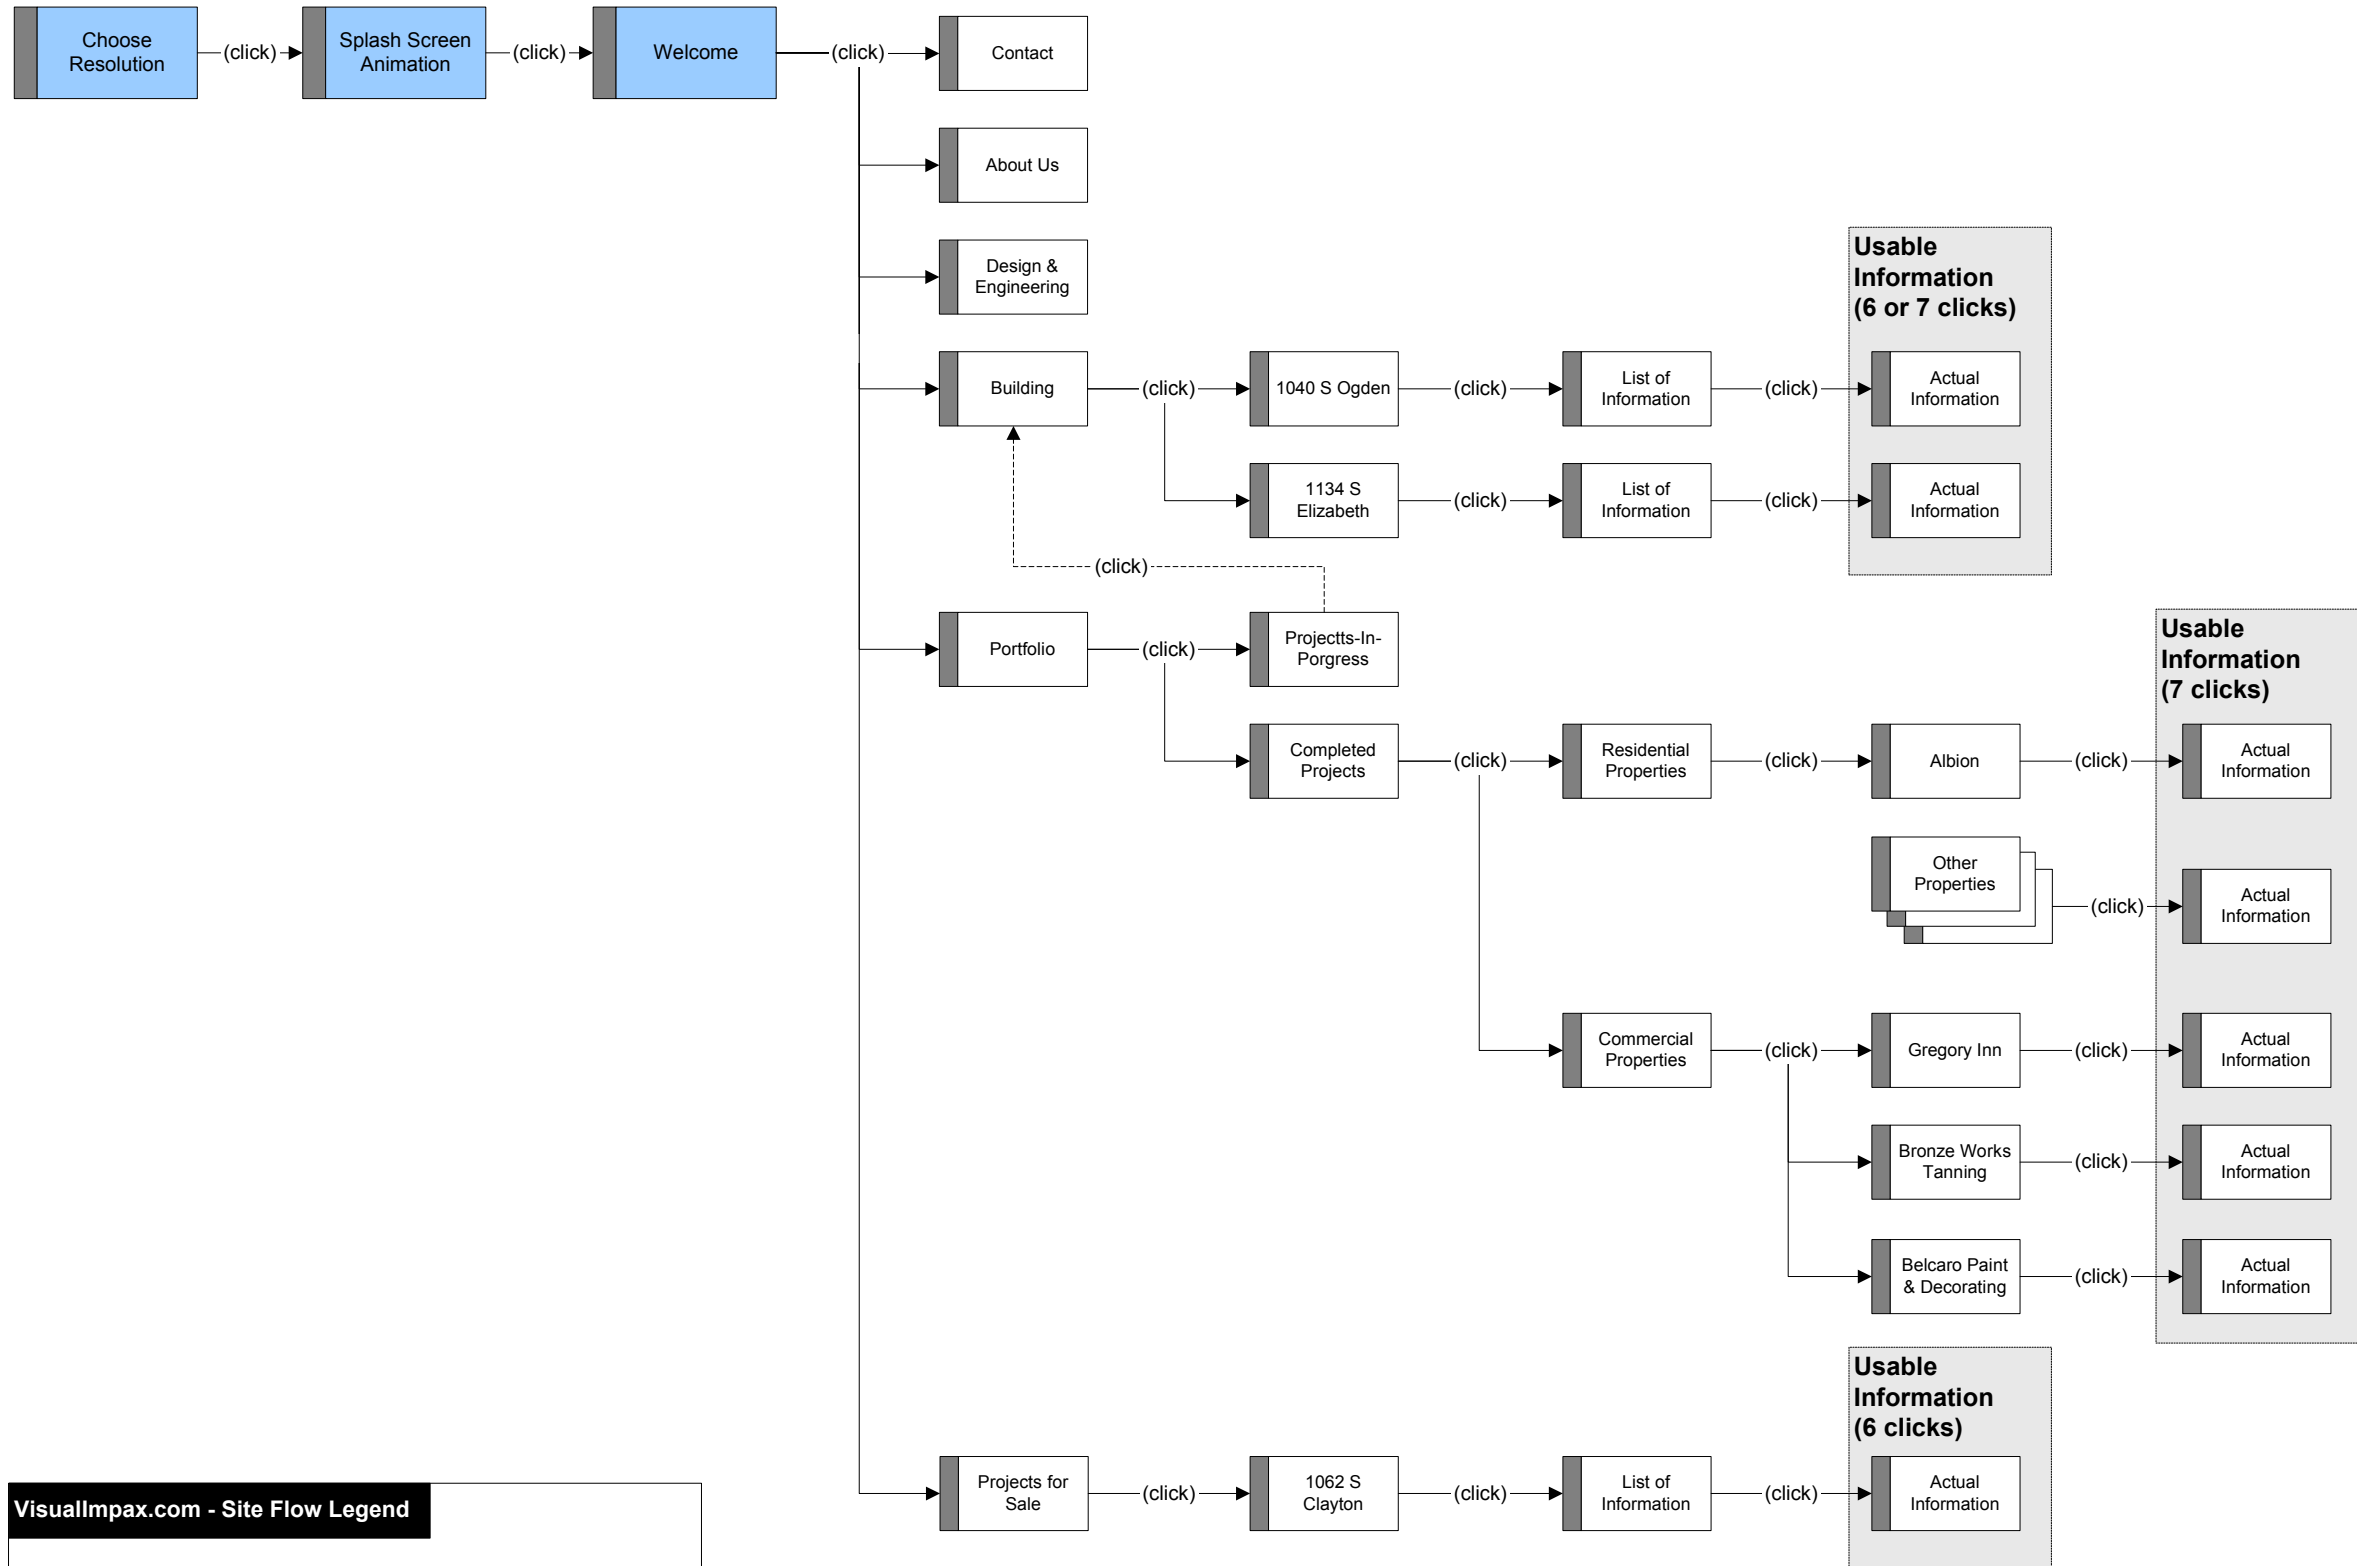 Choose
Resolution
(click)
Splash Screen
Animation
(click)
Welcome
(click)
Contact
About Us
Design &
Engineering
Usable
Information
(6 or 7 clicks)
Building
(click)
1040 S Ogden
(click)
List of
Information
(click)
Actual
Information
1134 S
Elizabeth
(click)
List of
Information
(click)
Actual
Information
(click)
Portfolio
(click)
Projectts-In-
Porgress
Usable
Information
(7 clicks)
Completed
Projects
(click)
Residential
Properties
(click)
Albion
(click)
Actual
Information
Other
Properties
(click)
Actual
Information
Commercial
Properties
(click)
Gregory Inn
(click)
Actual
Information
Bronze Works
Tanning
(click)
Actual
Information
Belcaro Paint
& Decorating
(click)
Actual
Information
Usable
Information
(6 clicks)
Projects for
Sale
(click)
1062 S
Clayton
(click)
List of
Information
(click)
Actual
Information
VisualImpax.com - Site Flow Legend